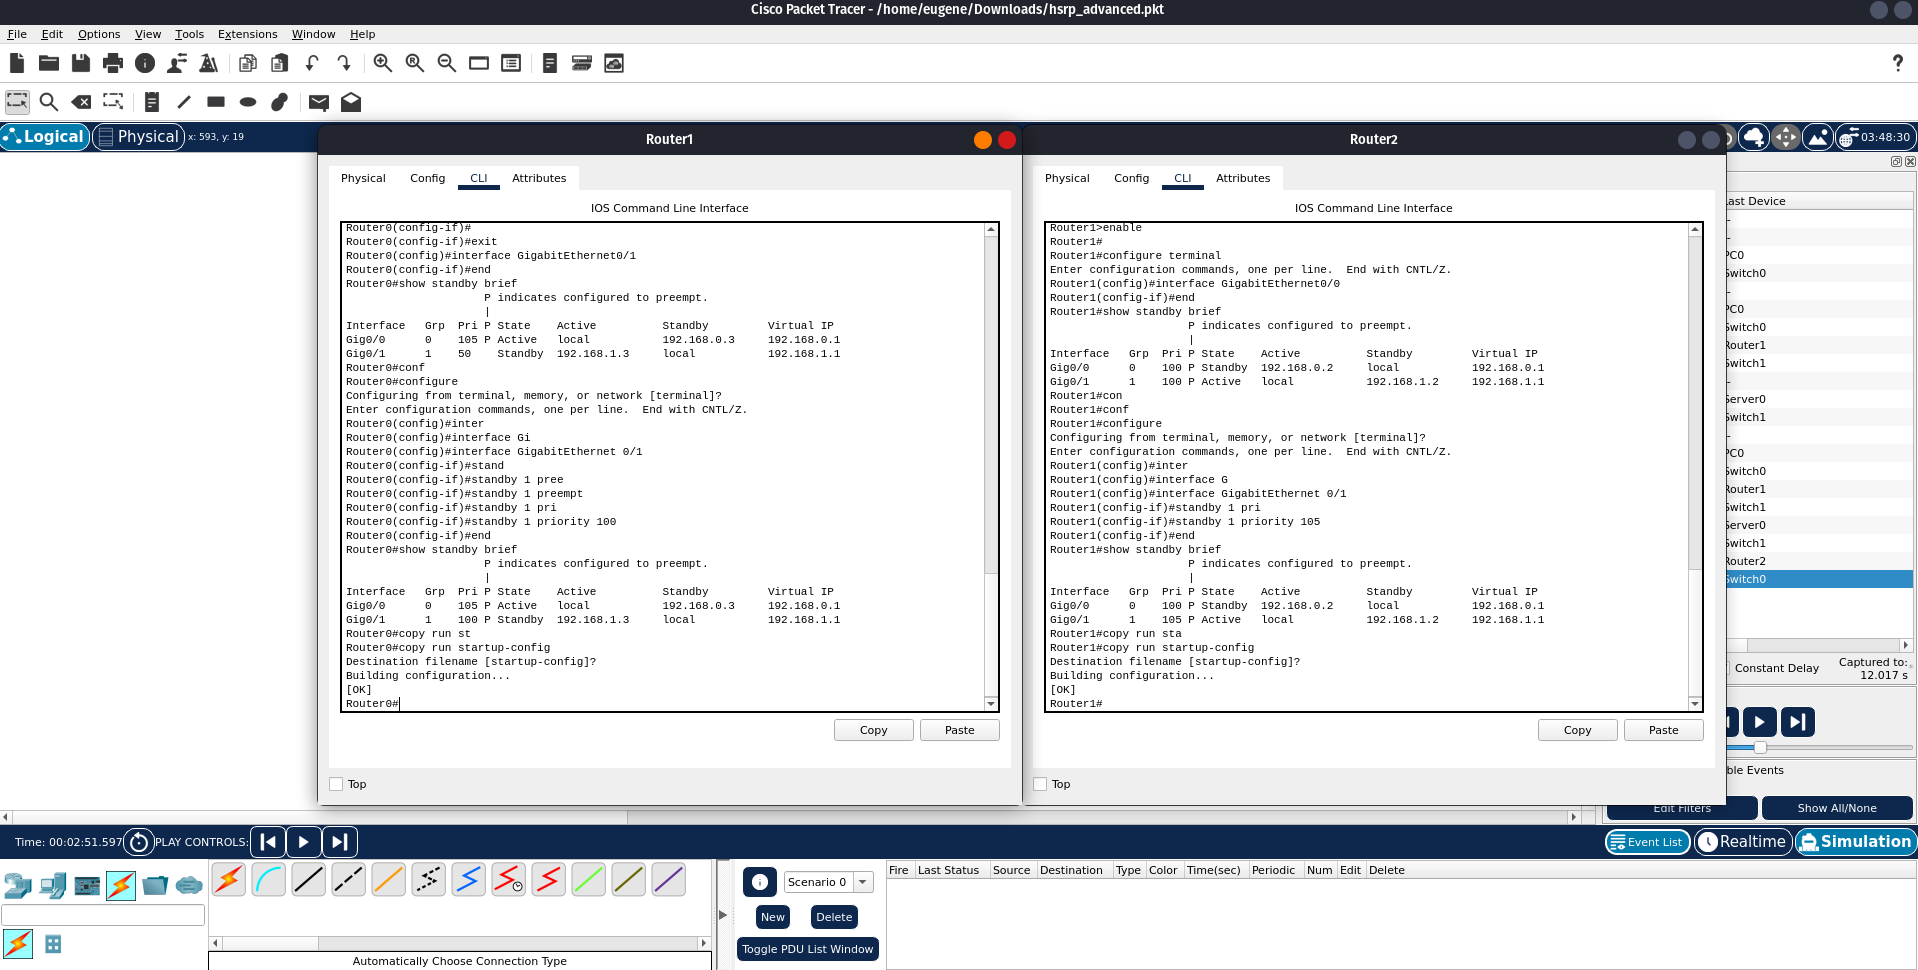 Cisco Packet Tracer - /home/eugene/Downloads/hsrp_advanced.pkt
File Edit Options View Tools Extensions Window Help
Logical Physical x: 593, y: 19
03:48:30
Router1
Physical Config CLI Attributes
IOS Command Line Interface
Router0(config-if)#
Router0(config-if)#exit
Router0(config)#interface GigabitEthernet0/1
Router0(config-if)#end
Router0#show standby brief
P indicates configured to preempt.
|
Interface Grp Pri P State Active Standby Virtual IP
Gig0/0 0 105 P Active local 192.168.0.3 192.168.0.1
Gig0/1 1 50 Standby 192.168.1.3 local 192.168.1.1
Router0#conf
Router0#configure
Configuring from terminal, memory, or network [terminal]?
Enter configuration commands, one per line. End with CNTL/Z.
Router0(config)#inter
Router0(config)#interface Gi
Router0(config)#interface GigabitEthernet 0/1
Router0(config-if)#stand
Router0(config-if)#standby 1 pree
Router0(config-if)#standby 1 preempt
Router0(config-if)#standby 1 pri
Router0(config-if)#standby 1 priority 100
Router0(config-if)#end
Router0#show standby brief
P indicates configured to preempt.
|
Interface Grp Pri P State Active Standby Virtual IP
Gig0/0 0 105 P Active local 192.168.0.3 192.168.0.1
Gig0/1 1 100 P Standby 192.168.1.3 local 192.168.1.1
Router0#copy run st
Router0#copy run startup-config
Destination filename [startup-config]?
Building configuration...
[OK]
Router0#
Copy Paste
Top
Router2
Physical Config CLI Attributes
IOS Command Line Interface
Router1>enable
Router1#
Router1#configure terminal
Enter configuration commands, one per line. End with CNTL/Z.
Router1(config)#interface GigabitEthernet0/0
Router1(config-if)#end
Router1#show standby brief
P indicates configured to preempt.
|
Interface Grp Pri P State Active Standby Virtual IP
Gig0/0 0 100 P Standby 192.168.0.2 local 192.168.0.1
Gig0/1 1 100 P Active local 192.168.1.2 192.168.1.1
Router1#con
Router1#conf
Router1#configure
Configuring from terminal, memory, or network [terminal]?
Enter configuration commands, one per line. End with CNTL/Z.
Router1(config)#inter
Router1(config)#interface G
Router1(config)#interface GigabitEthernet 0/1
Router1(config-if)#standby 1 pri
Router1(config-if)#standby 1 priority 105
Router1(config-if)#end
Router1#show standby brief
P indicates configured to preempt.
|
Interface Grp Pri P State Active Standby Virtual IP
Gig0/0 0 100 P Standby 192.168.0.2 local 192.168.0.1
Gig0/1 1 105 P Active local 192.168.1.2 192.168.1.1
Router1#copy run sta
Router1#copy run startup-config
Destination filename [startup-config]?
Building configuration...
[OK]
Router1#
Copy Paste
Top
Last Device
--
--
PC0
Switch0
--
PC0
Switch0
Router1
Switch1
--
Server0
Switch1
--
PC0
Switch0
Router1
Switch1
Server0
Switch1
Router2
Switch0
Constant Delay
Captured to:
12.017 s
ble Events
Edit Filters Show All/None
Time: 00:02:51.597 PLAY CONTROLS:
Event List Realtime Simulation
Scenario 0
New Delete
Toggle PDU List Window
Fire Last Status Source Destination Type Color Time(sec) Periodic Num Edit Delete
Automatically Choose Connection Type